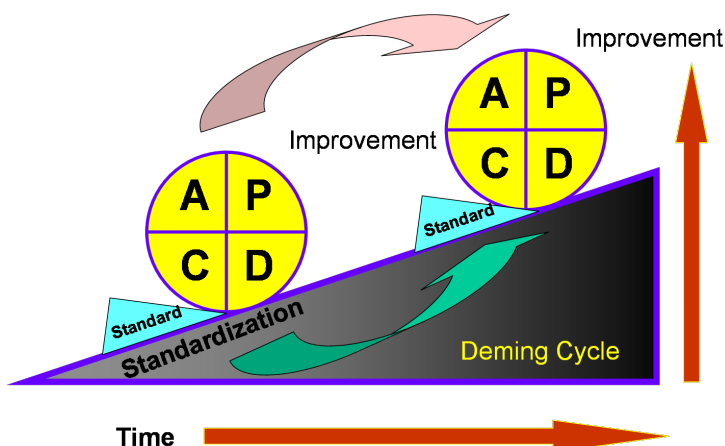 Improvement
A P
C D
Improvement
A P
C D
Standard
Standard
Standardization
Deming Cycle
Time